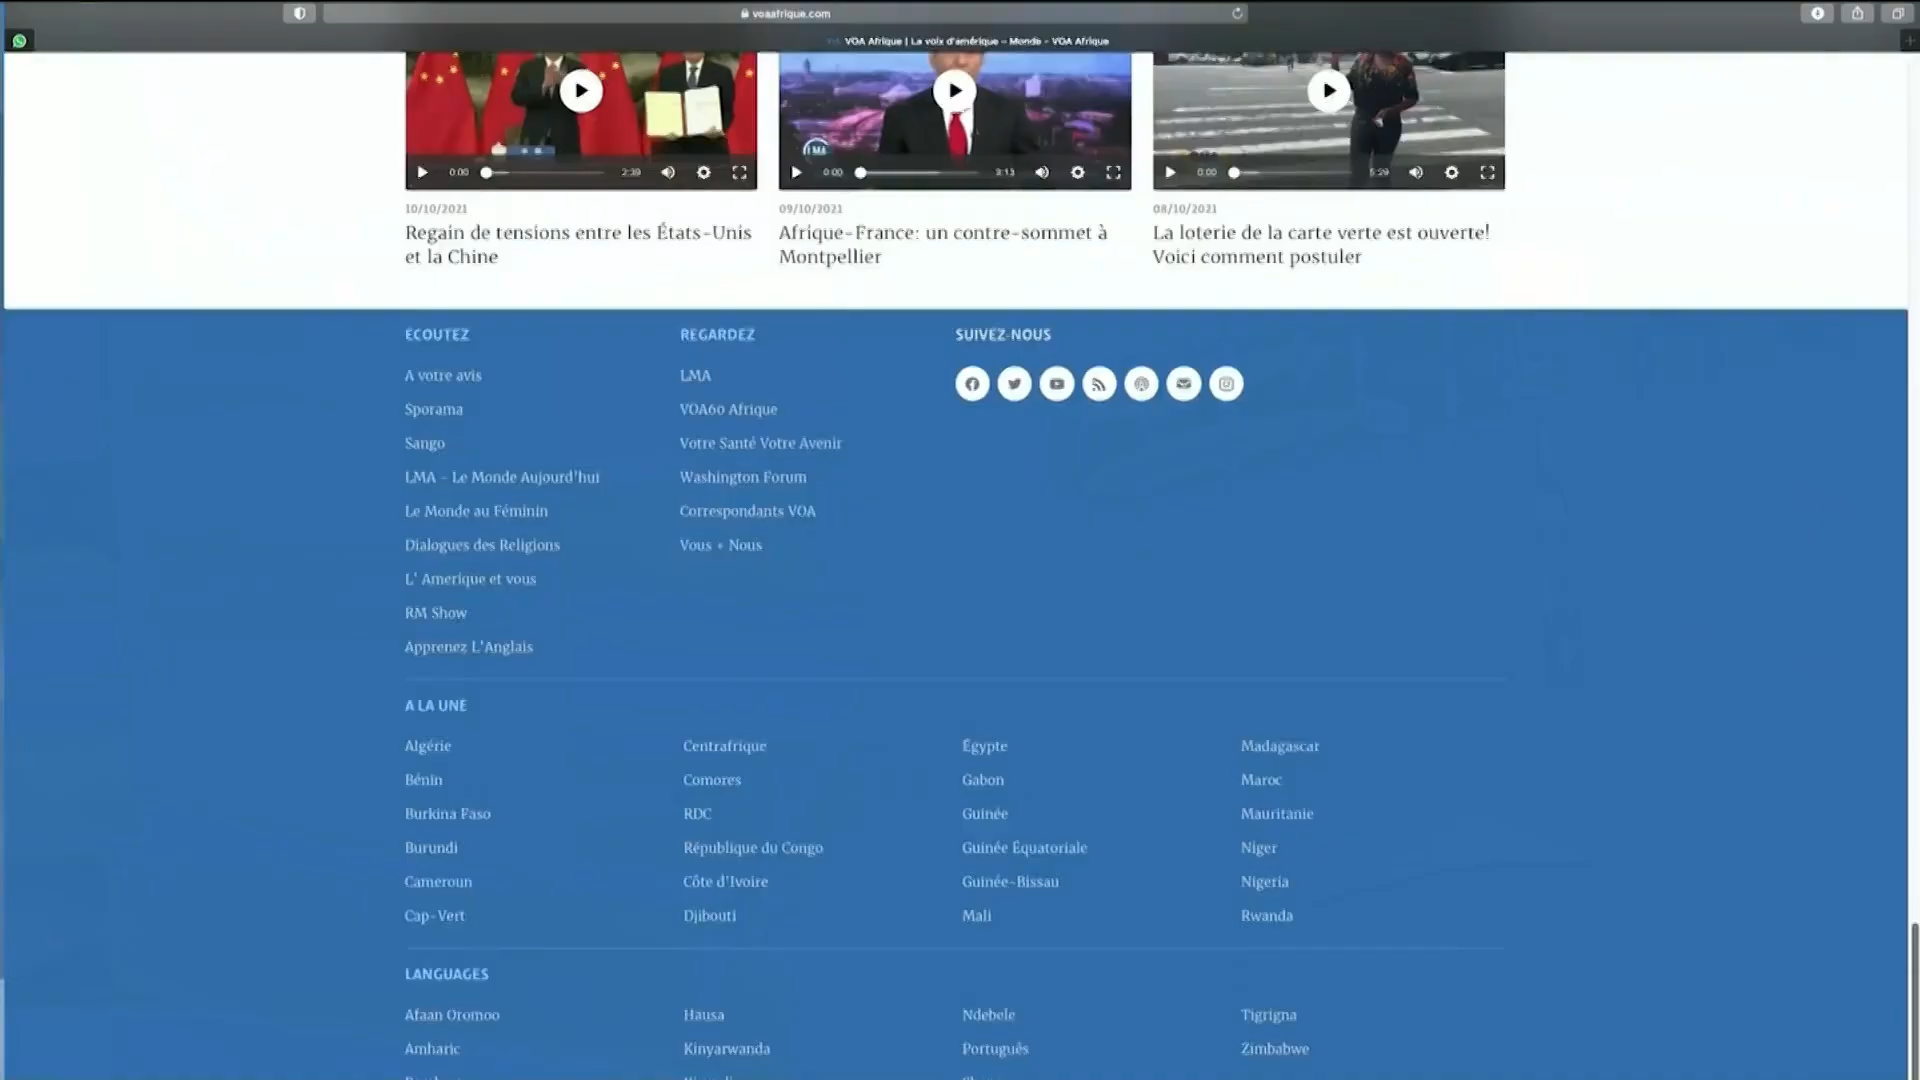 voaafrique.com
VOA Afrique | La voix d'amérique - Monde - VOA Afrique
LMA
0:00 2:39
0:00 3:13
0:00 5:29
10/10/2021
Regain de tensions entre les États-Unis
et la Chine
09/10/2021
Afrique-France: un contre-sommet à
Montpellier
08/10/2021
La loterie de la carte verte est ouverte!
Voici comment postuler
ÉCOUTEZ
A votre avis
Sporama
Sango
LMA - Le Monde Aujourd'hui
Le Monde au Féminin
Dialogues des Religions
L' Amerique et vous
RM Show
Apprenez L'Anglais
REGARDEZ
LMA
VOA60 Afrique
Votre Santé Votre Avenir
Washington Forum
Correspondants VOA
Vous + Nous
SUIVEZ-NOUS
A LA UNE
Algérie
Bénin
Burkina Faso
Burundi
Cameroun
Cap-Vert
Centrafrique
Comores
RDC
République du Congo
Côte d'Ivoire
Djibouti
Égypte
Gabon
Guinée
Guinée Équatoriale
Guinée-Bissau
Mali
Madagascar
Maroc
Mauritanie
Niger
Nigeria
Rwanda
LANGUAGES
Afaan Oromoo
Amharic
Hausa
Kinyarwanda
Ndebele
Português
Tigrigna
Zimbabwe